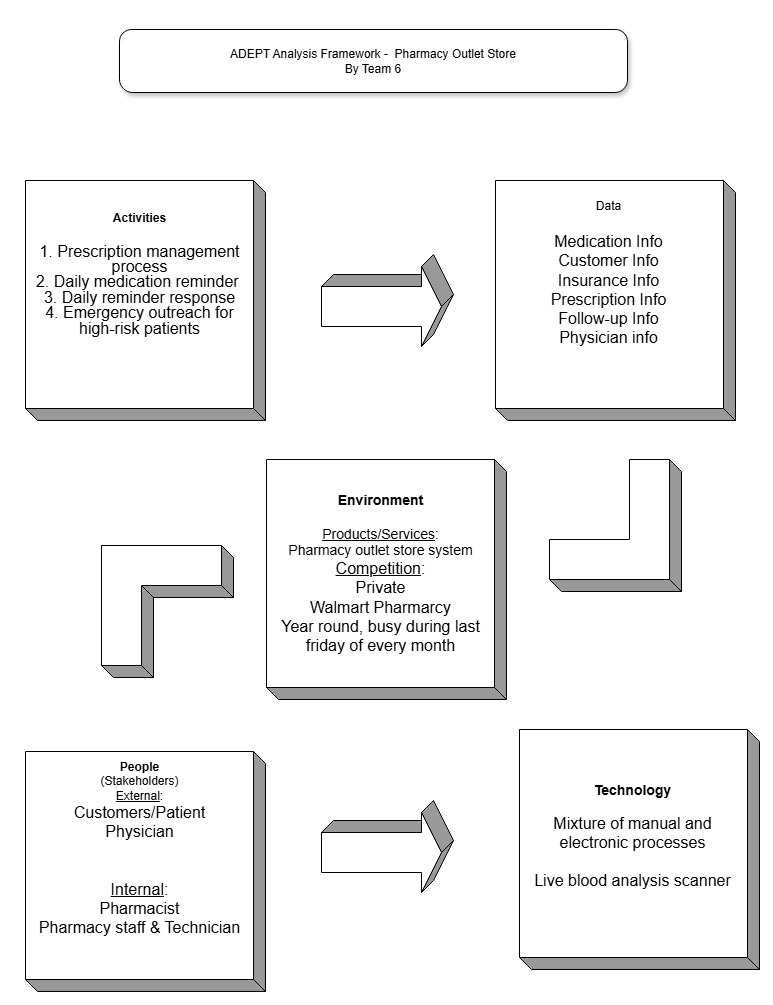 ADEPT Analysis Framework -  Pharmacy Outlet Store
By Team 6
Activities
1. Prescription management
process
2. Daily medication reminder
3. Daily reminder response
4. Emergency outreach for
high-risk patients
Data
Medication Info
Customer Info
Insurance Info
Prescription Info
Follow-up Info
Physician info
Environment
Products/Services:
Pharmacy outlet store system
Competition:
Private
Walmart Pharmarcy
Year round, busy during last
friday of every month
People
(Stakeholders)
External:
Customers/Patient
Physician
Internal:
Pharmacist
Pharmacy staff & Technician
Technology
Mixture of manual and
electronic processes
Live blood analysis scanner